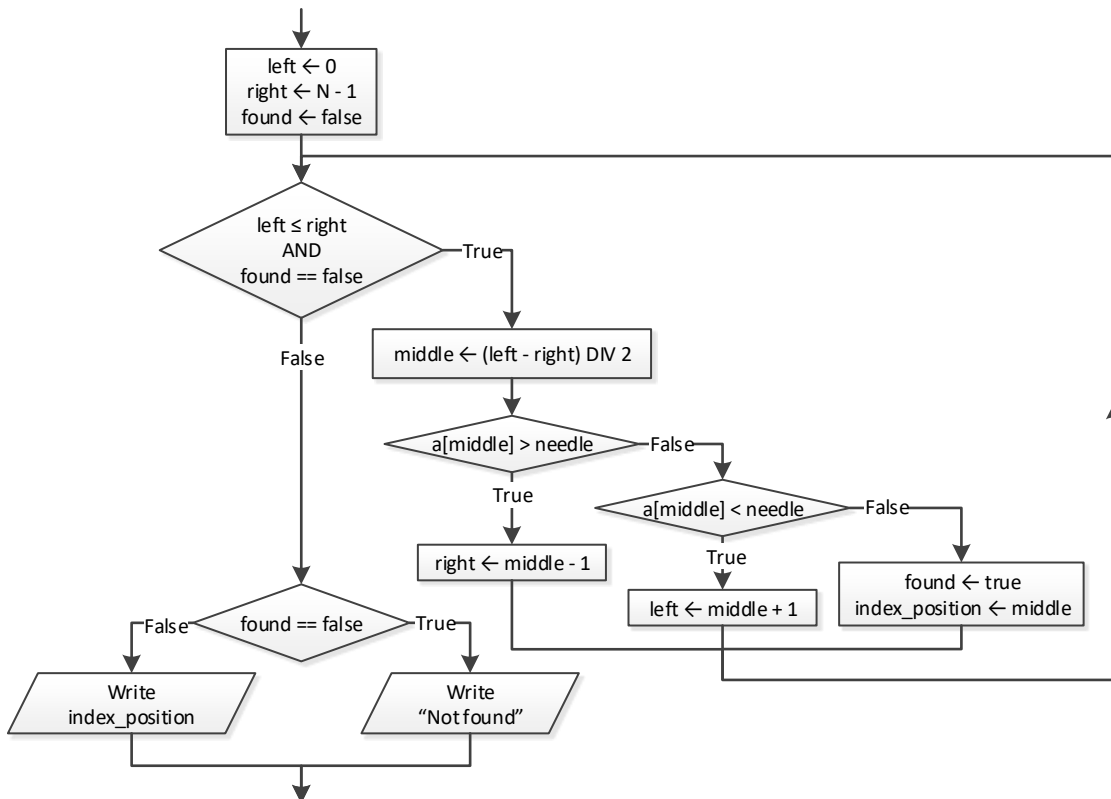 left ← 0
right ← N - 1
found ← false
left ≤ right
AND
found == false
True
False
middle ← (left - right) DIV 2
a[middle] > needle
False
True
a[middle] < needle
False
True
right ← middle - 1
left ← middle + 1
found ← true
index_position ← middle
found == false
False
True
Write
index_position
Write
“Not found”